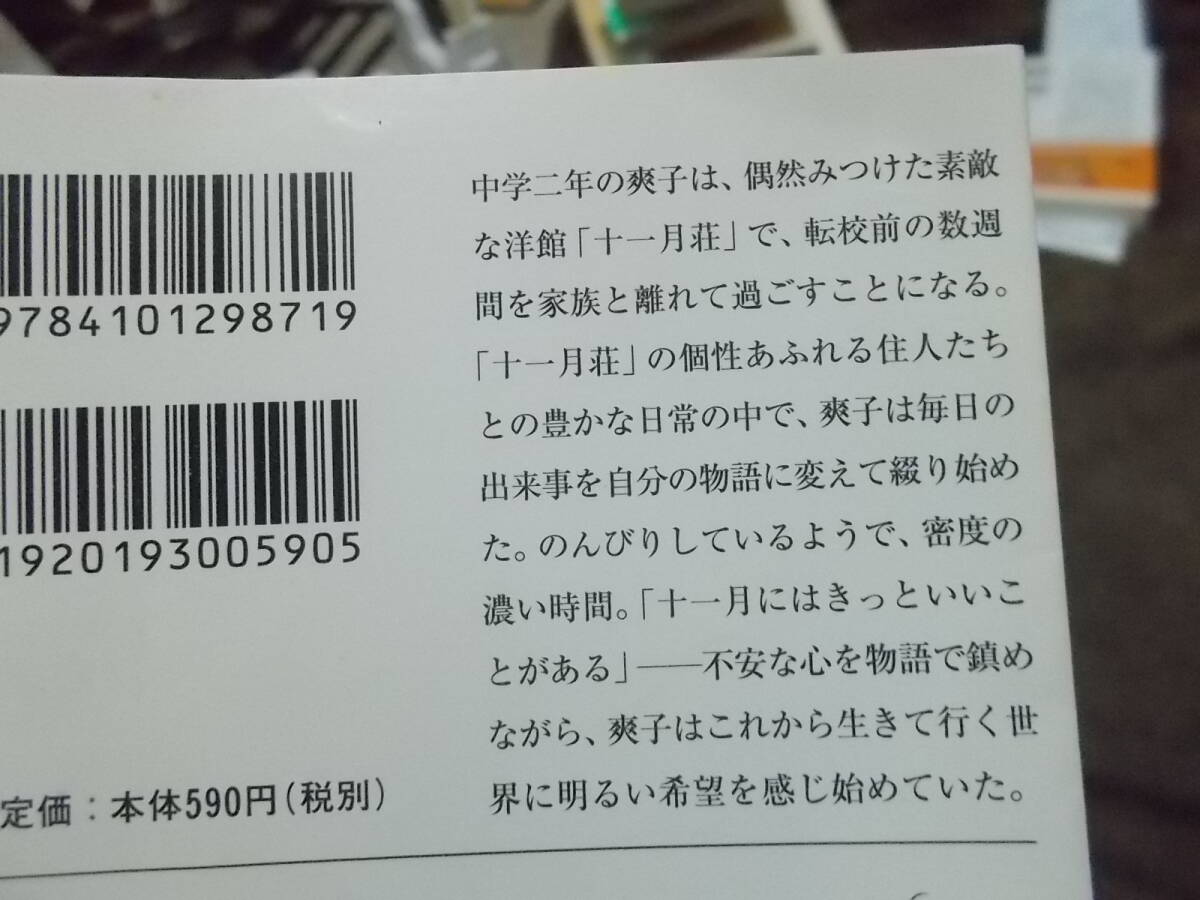 9784101298719
1920193005905
定価：本体590円(税別)
中学二年の爽子は、偶然みつけた素敵
な洋館「十一月荘」で、転校前の数週
間を家族と離れて過ごすことになる。
「十一月荘」の個性あふれる住人たち
との豊かな日常の中で、爽子は毎日の
出来事を自分の物語に変えて綴り始め
た。のんびりしているようで、密度の
濃い時間。「十一月にはきっといいこ
とがある」――不安な心を物語で鎮め
ながら、爽子はこれから生きて行く世
界に明るい希望を感じ始めていた。